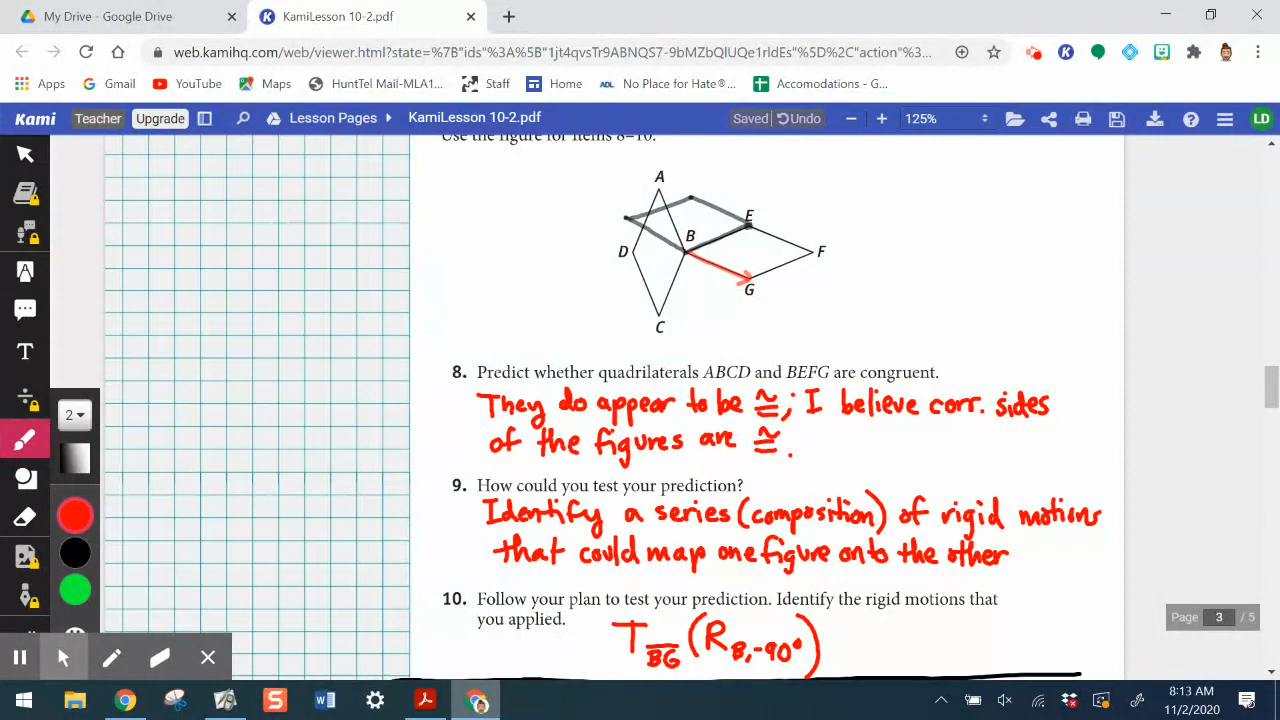 My Drive - Google Drive
KamiLesson 10-2.pdf
web.kamihq.com/web/viewer.html?state=%7B"ids"%3A%5B"1jt4qvsTr9ABNQS7-9bMZbQlUQe1rldEs"%5D%2C"action"%3...
Apps Gmail YouTube Maps HuntTel Mail-MLA1... Staff Home ADL No Place for Hate®... Accomodations - G...
Kami Teacher Upgrade Lesson Pages KamiLesson 10-2.pdf Saved Undo 125% LD
Use the figure for Items 8–10.
A
E
B
D
F
G
C
8. Predict whether quadrilaterals ABCD and BEFG are congruent.
They do appear to be ≅; I believe corr. sides
of the figures are ≅.
9. How could you test your prediction?
Identify a series (composition) of rigid motions
that could map one figure onto the other
10. Follow your plan to test your prediction. Identify the rigid motions that
you applied.
T BG (R B, -90°)
2
Page 3 / 5
8:13 AM
11/2/2020